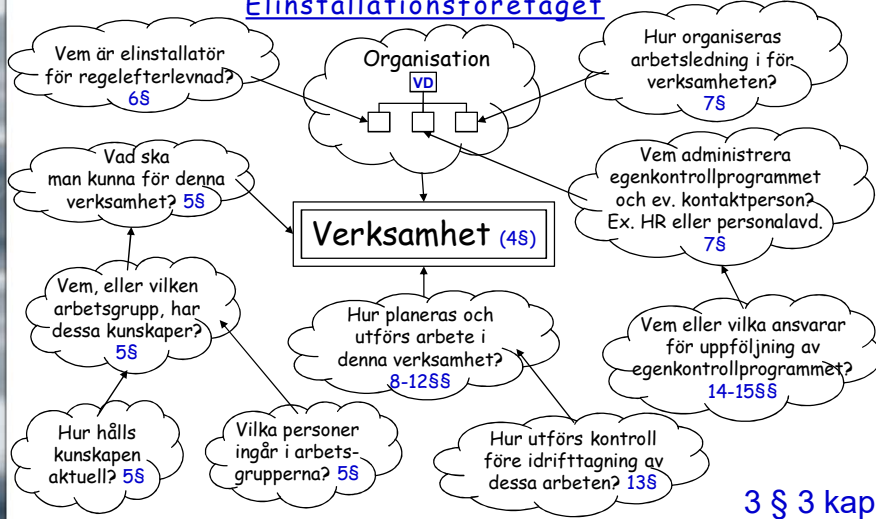 Elinstallationsföretaget
Vem är elinstallatör
för regelefterlevnad?
6§
Organisation
VD
Hur organiseras
arbetsledning i för
verksamheten?
7§
Vad ska
man kunna för denna
verksamhet? 5§
Verksamhet (4§)
Vem administrera
egenkontrollprogrammet
och ev. kontaktperson?
Ex. HR eller personalavd.
7§
Vem, eller vilken
arbetsgrupp, har
dessa kunskaper?
5§
Hur planeras och
utförs arbete i
denna verksamhet?
8-12§§
Vem eller vilka ansvarar
för uppföljning av
egenkontrollprogrammet?
14-15§§
Hur hålls
kunskapen
aktuell? 5§
Vilka personer
ingår i arbets-
grupperna? 5§
Hur utförs kontroll
före idrifttagning av
dessa arbeten? 13§
3 § 3 kap